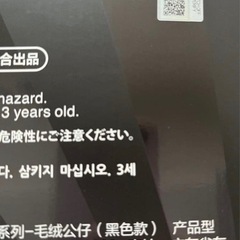 合出品
hazard.
3 years old.
危険性にご注意ください。
다. 삼키지 마십시오. 3세
系列-毛绒公仔（黑色款） 产品型